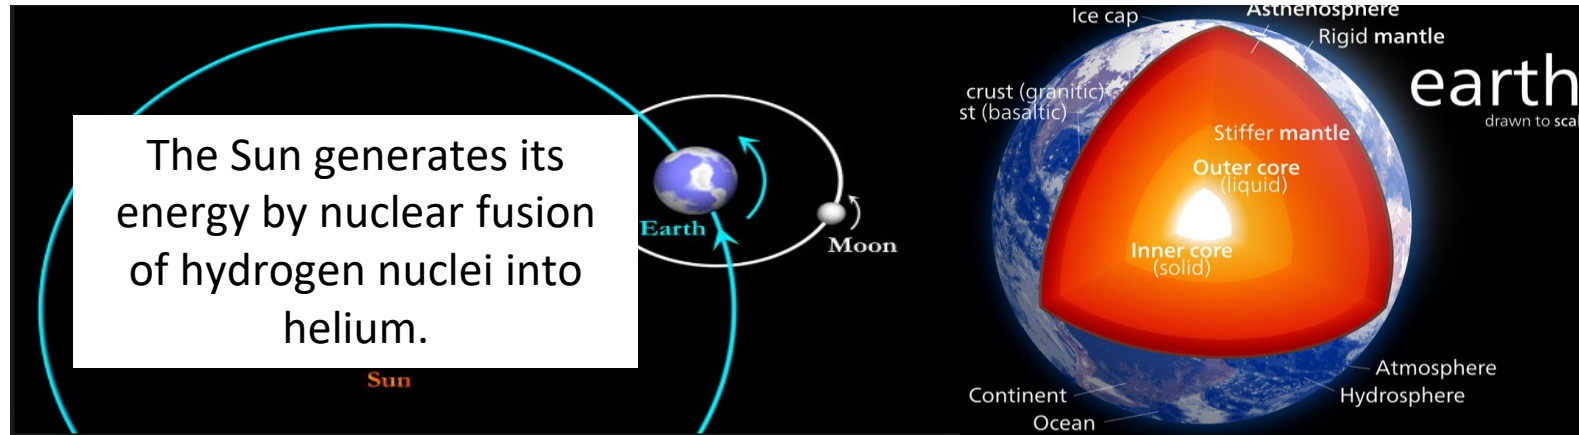 The Sun generates its
energy by nuclear fusion
of hydrogen nuclei into
helium.
Sun
Earth
Moon
Ice cap
Asthenosphere
Rigid mantle
crust (granitic)
st (basaltic)
earth
drawn to scal
Stiffer mantle
Outer core
(liquid)
Inner core
(solid)
Atmosphere
Hydrosphere
Continent
Ocean